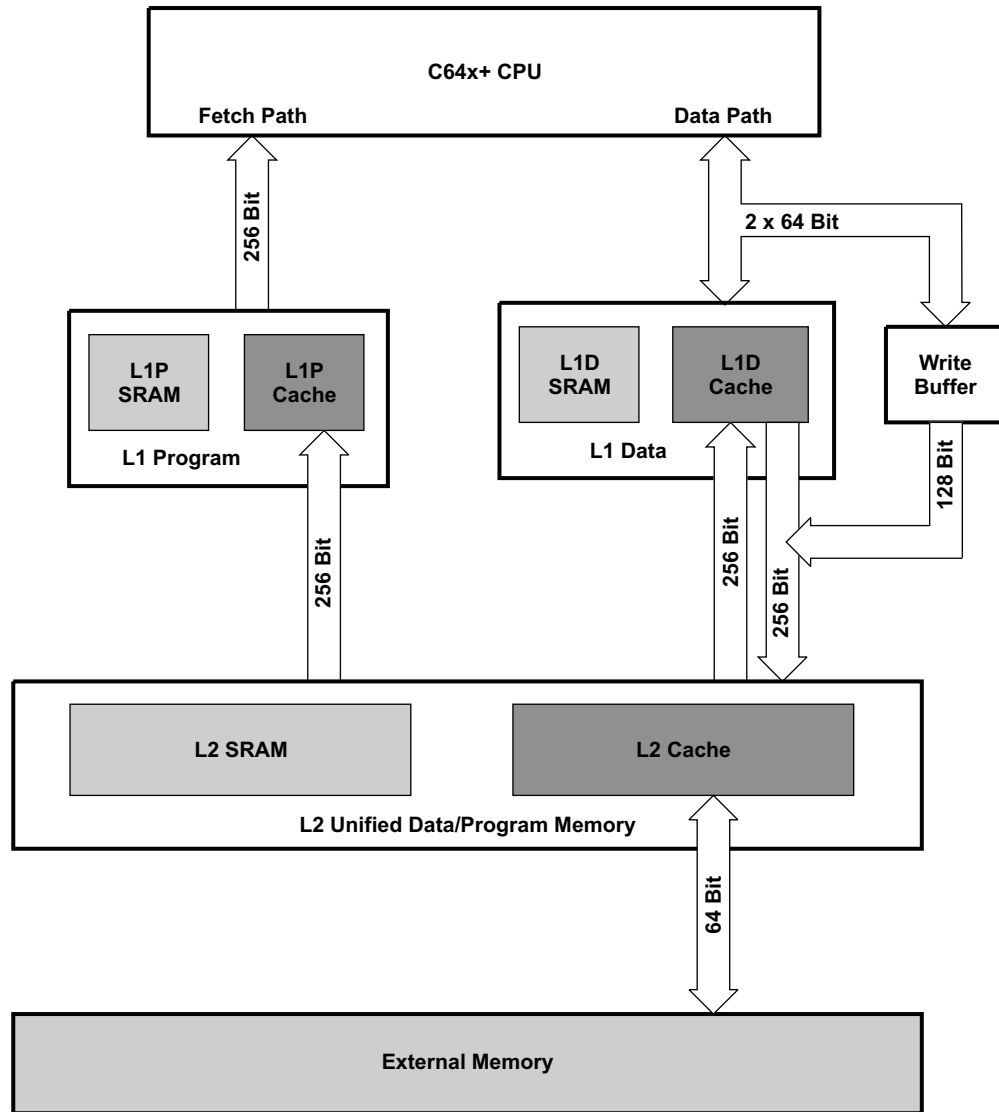 C64x+ CPU
Fetch Path
Data Path
256 Bit
2 x 64 Bit
L1P
SRAM
L1P
Cache
L1 Program
L1D
SRAM
L1D
Cache
L1 Data
Write
Buffer
128 Bit
256 Bit
256 Bit
256 Bit
L2 SRAM
L2 Cache
L2 Unified Data/Program Memory
64 Bit
External Memory